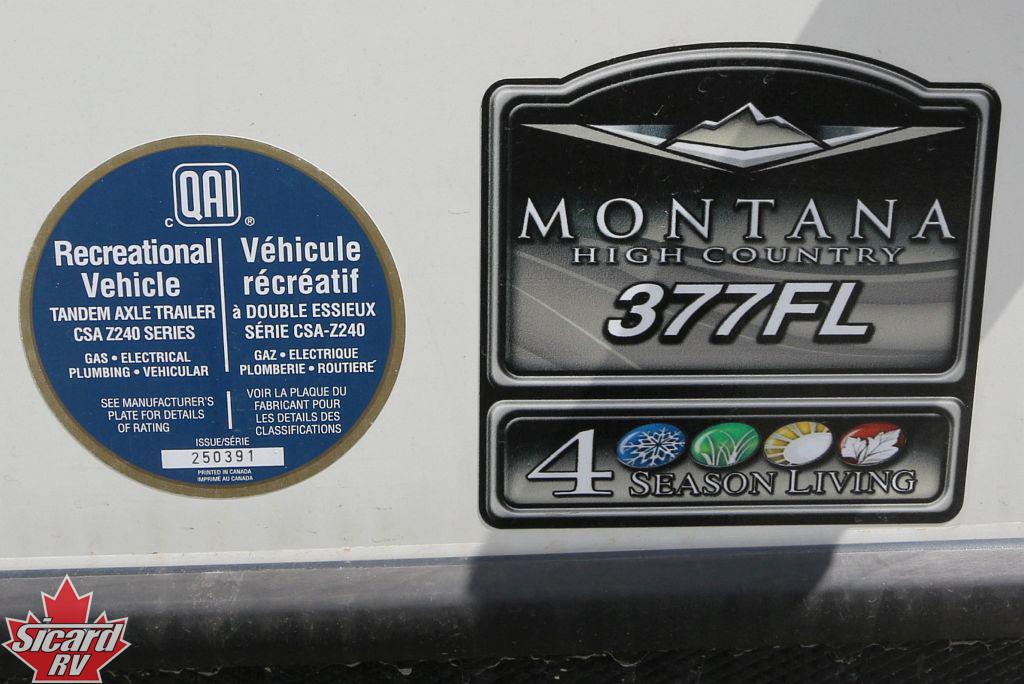 QAI
C ®
Recreational
Vehicle
TANDEM AXLE TRAILER
CSA Z240 SERIES
GAS • ELECTRICAL
PLUMBING • VEHICULAR
SEE MANUFACTURER'S
PLATE FOR DETAILS
OF RATING
Véhicule
récréatif
à DOUBLE ESSIEUX
SÉRIE CSA-Z240
GAZ • ELECTRIQUE
PLOMBERIE • ROUTIERÉ
VOIR LA PLAQUE DU
FABRICANT POUR
LES DETAILS DES
CLASSIFICATIONS
ISSUE/SÉRIE
250391
PRINTED IN CANADA
IMPRIMÉ AU CANADA
MONTANA
HIGH COUNTRY
377FL
4 SEASON LIVING
Sicard
RV